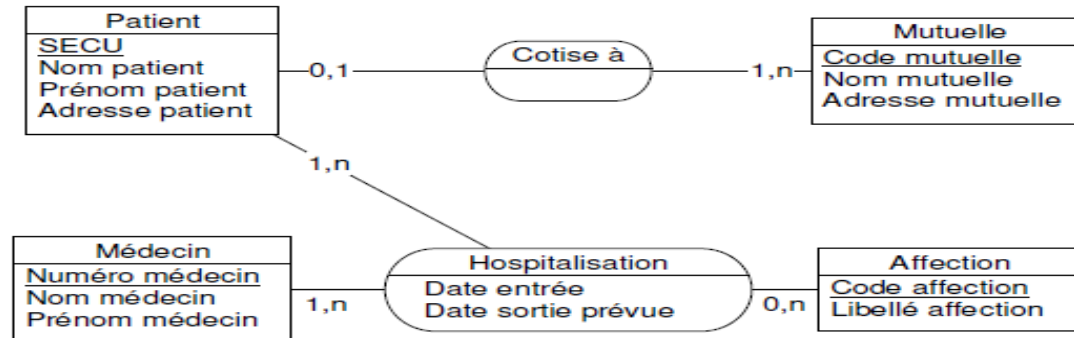 Patient
SECU
Nom patient
Prénom patient
Adresse patient
0,1
Cotise à
1,n
Mutuelle
Code mutuelle
Nom mutuelle
Adresse mutuelle
1,n
Médecin
Numéro médecin
Nom médecin
Prénom médecin
1,n
Hospitalisation
Date entrée
Date sortie prévue
0,n
Affection
Code affection
Libellé affection